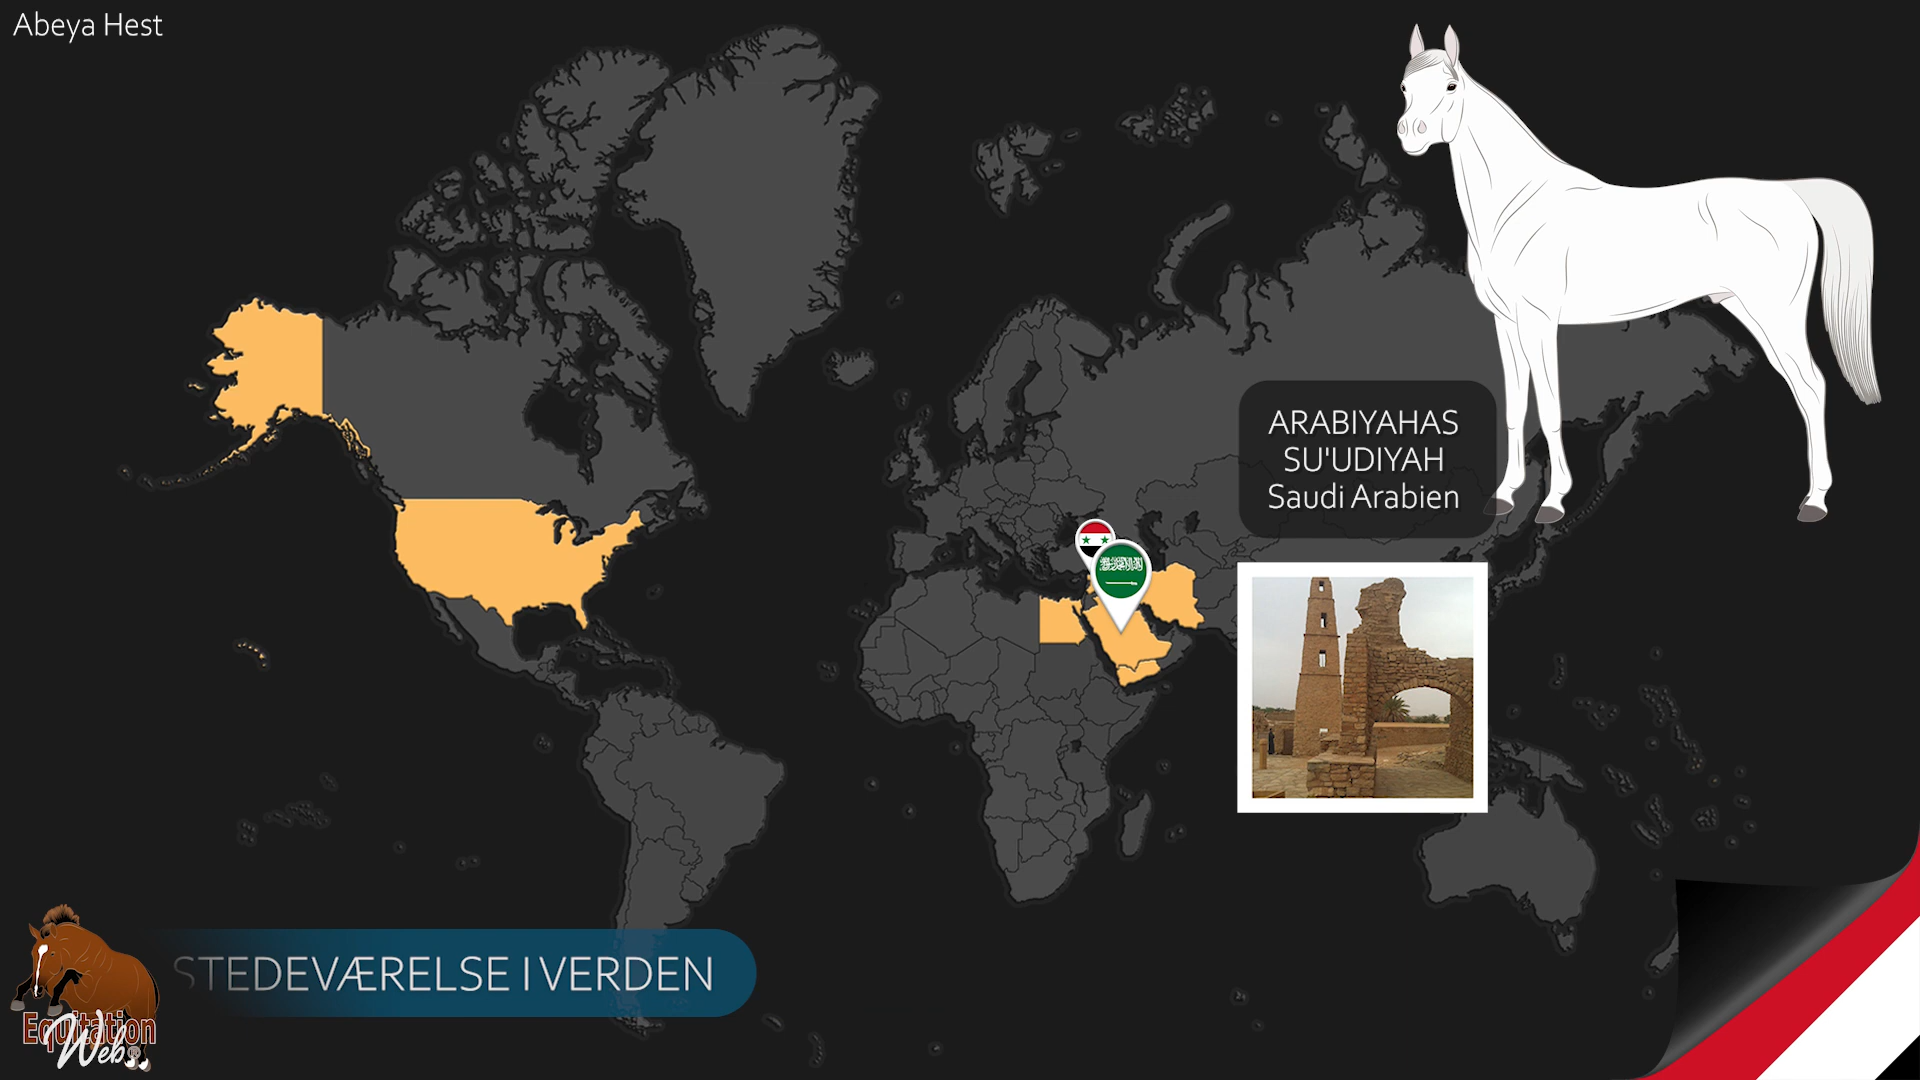 Abeya Hest
ARABIYAHAS
SU'UDIYAH
Saudi Arabien
STEDEVÆRELSE I VERDEN
Equitation
Web